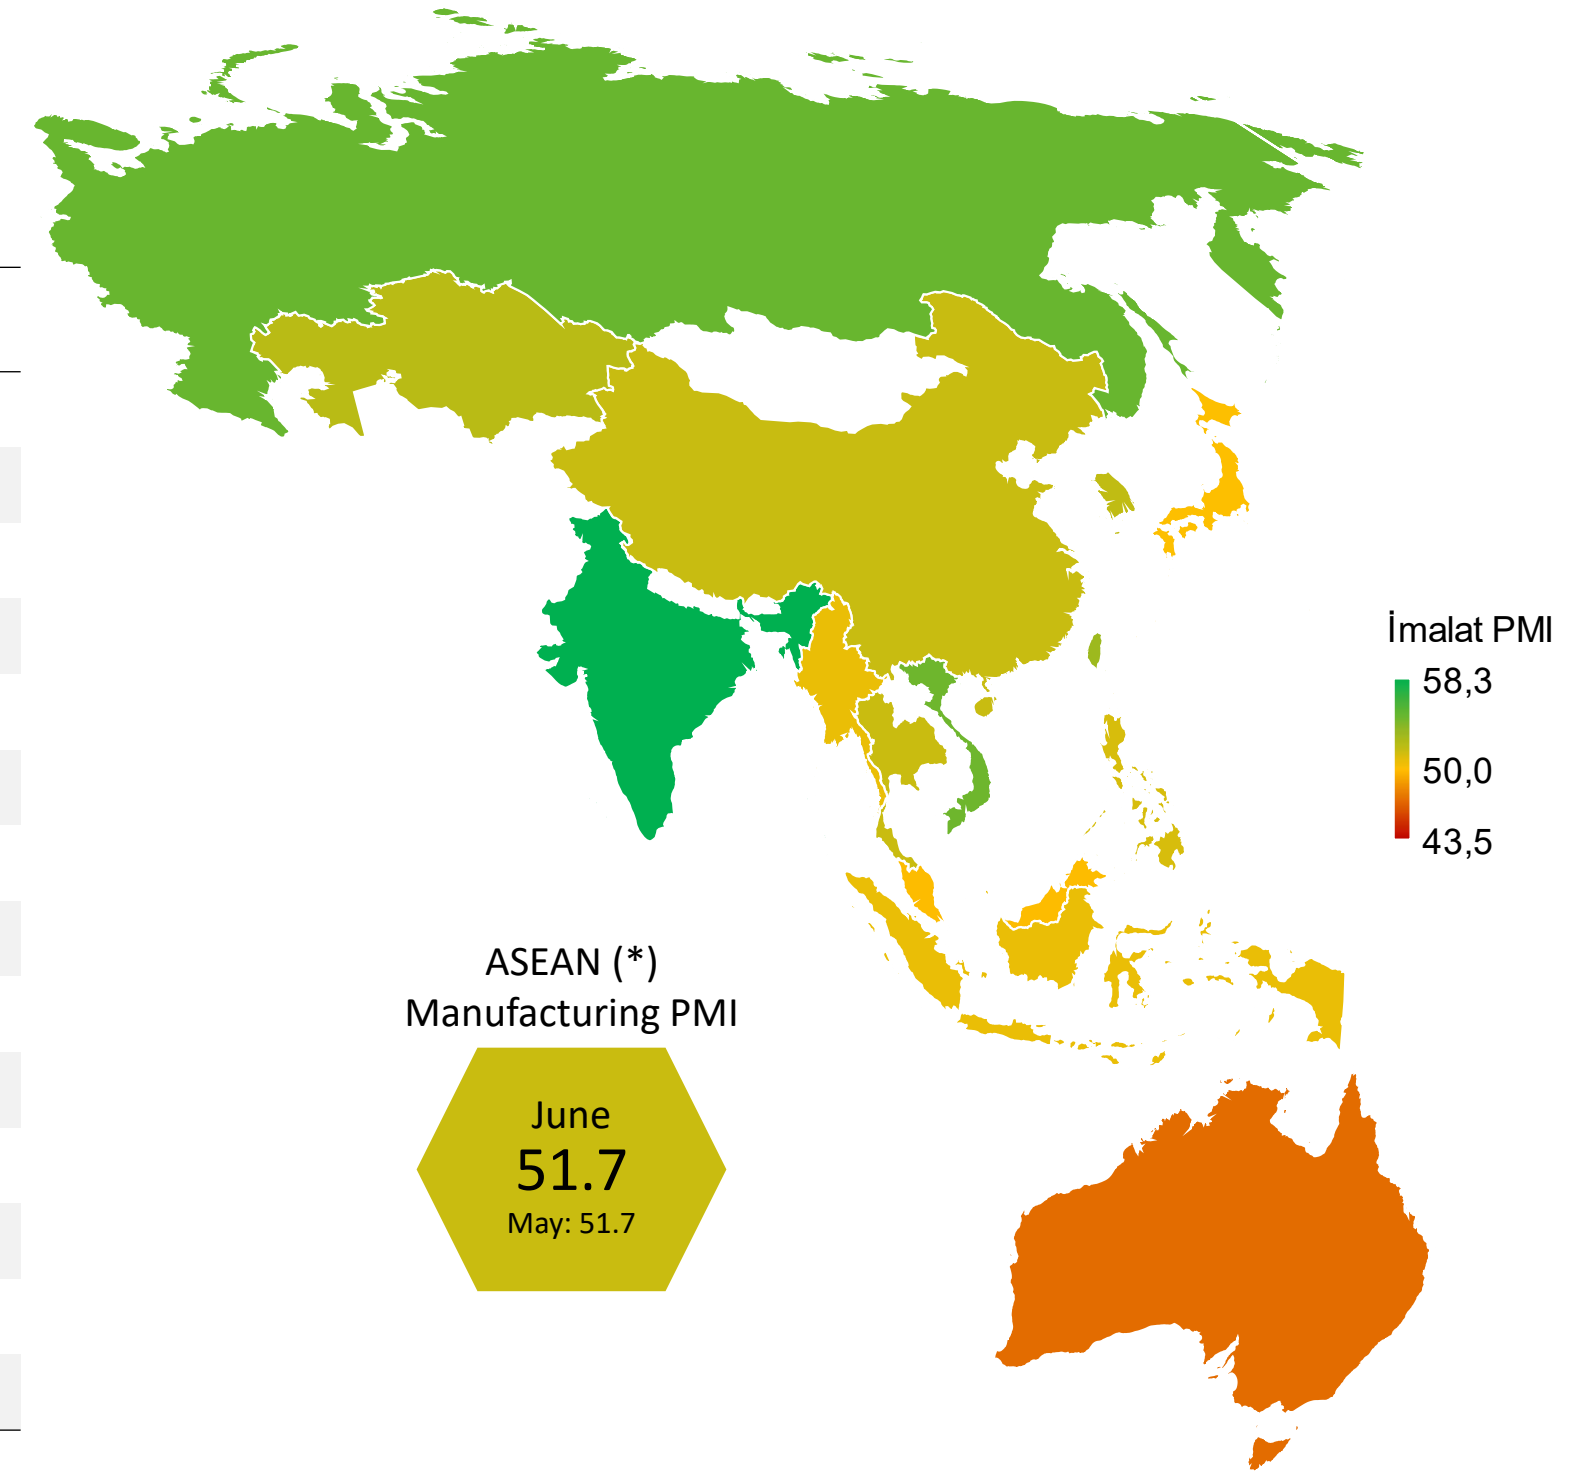 İmalat PMI
58,3
50,0
43,5
ASEAN (*)
Manufacturing PMI
June
51.7
May: 51.7